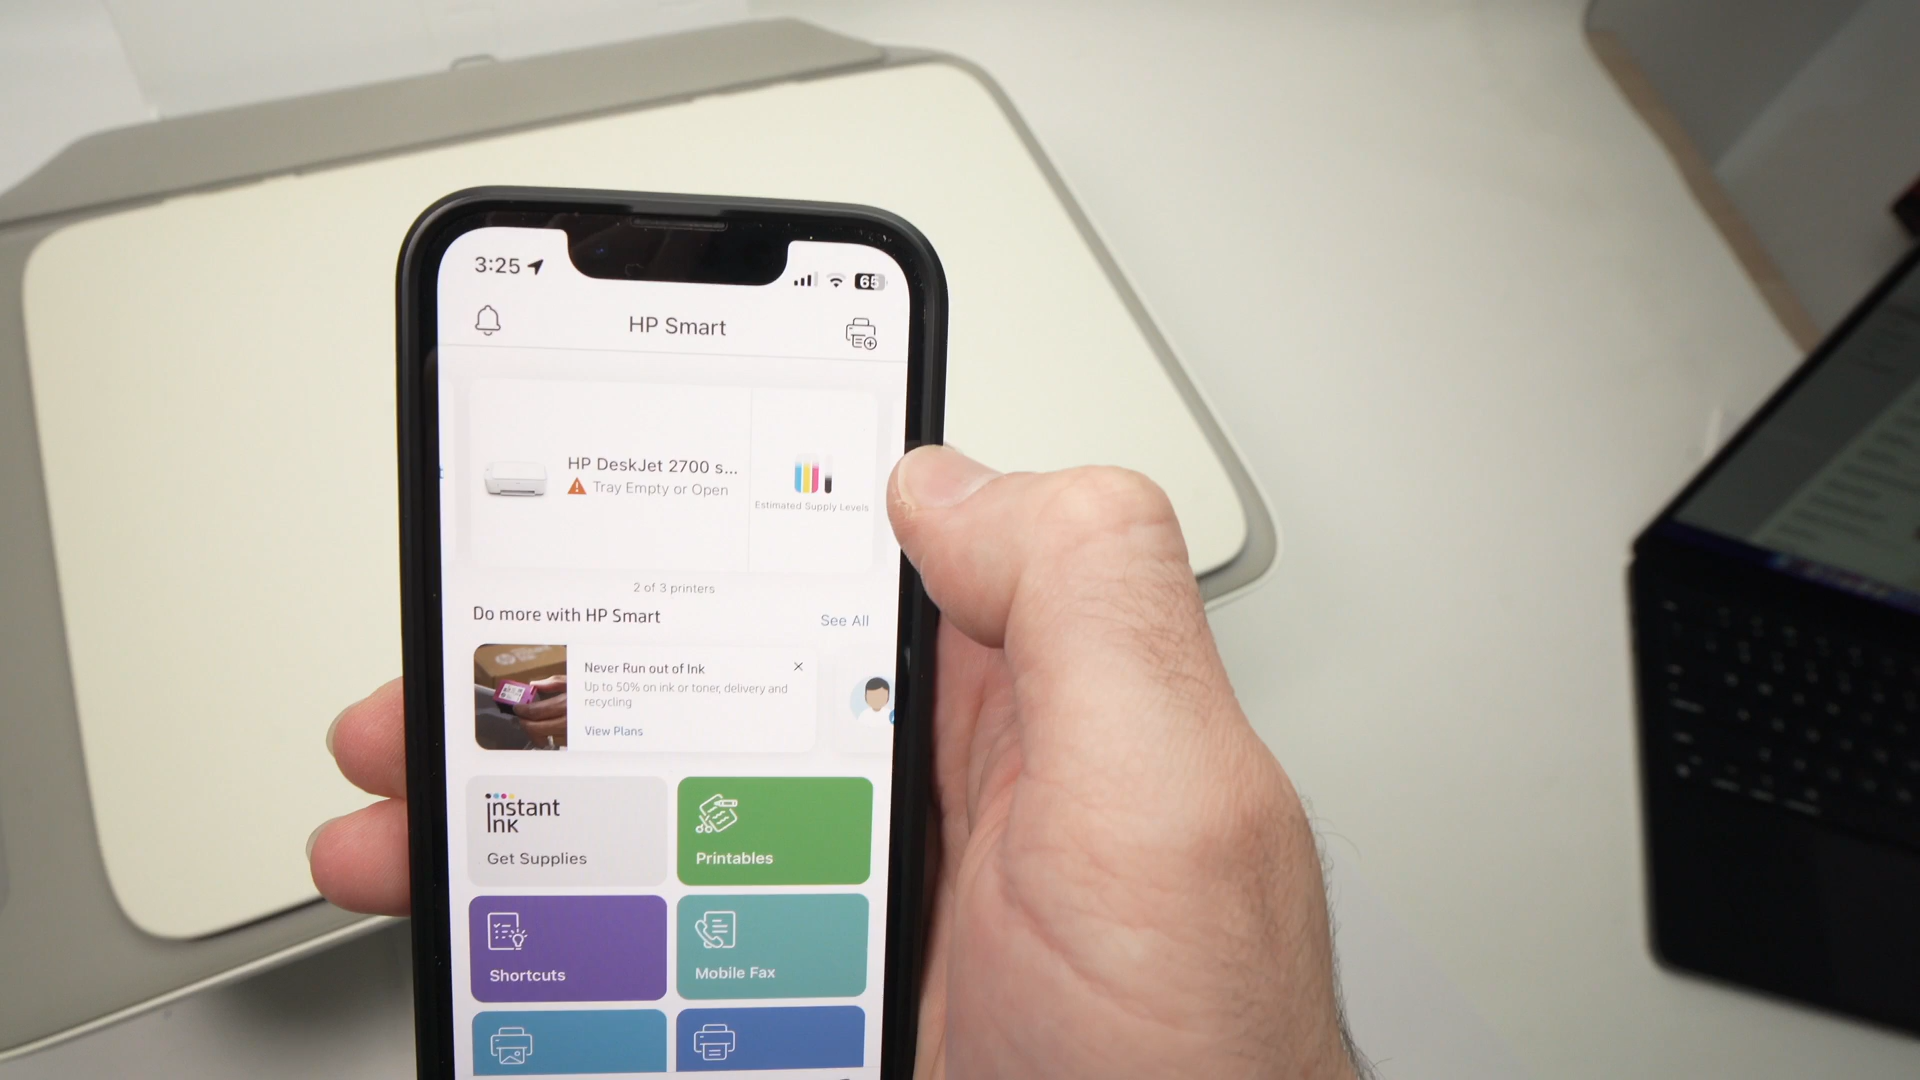 3:25
65
HP Smart
HP DeskJet 2700 s...
Tray Empty or Open
Estimated Supply Levels
2 of 3 printers
Do more with HP Smart
See All
Never Run out of Ink
Up to 50% on ink or toner, delivery and
recycling
View Plans
instant
ink
Get Supplies
Printables
Shortcuts
Mobile Fax